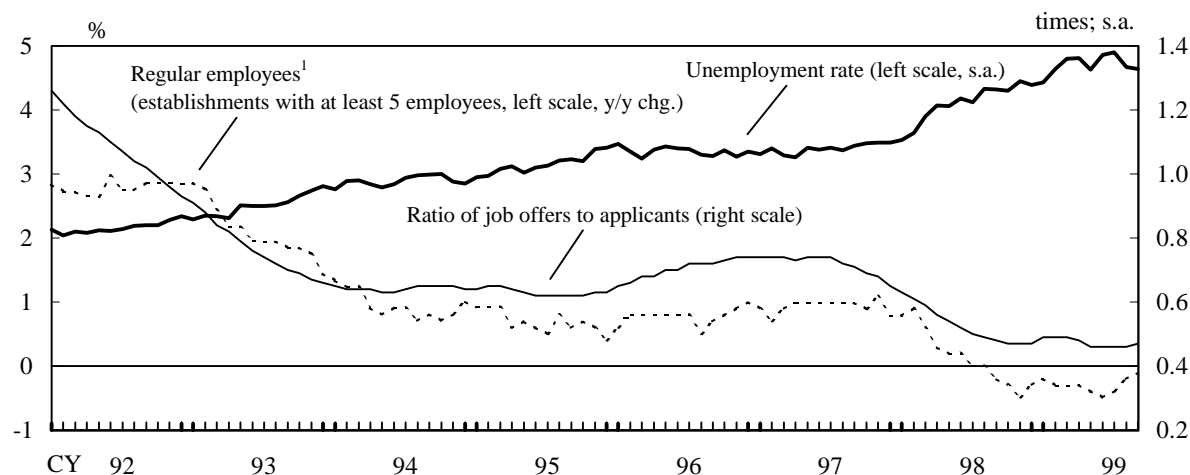 % times; s.a.
5 1.4
Regular employees1 Unemployment rate (left scale, s.a.)
(establishments with at least 5 employees, left scale, y/y chg.)
4 1.2
3 1.0
Ratio of job offers to applicants (right scale)
2 0.8
1 0.6
0 0.4
-1 0.2
CY 92 93 94 95 96 97 98 99